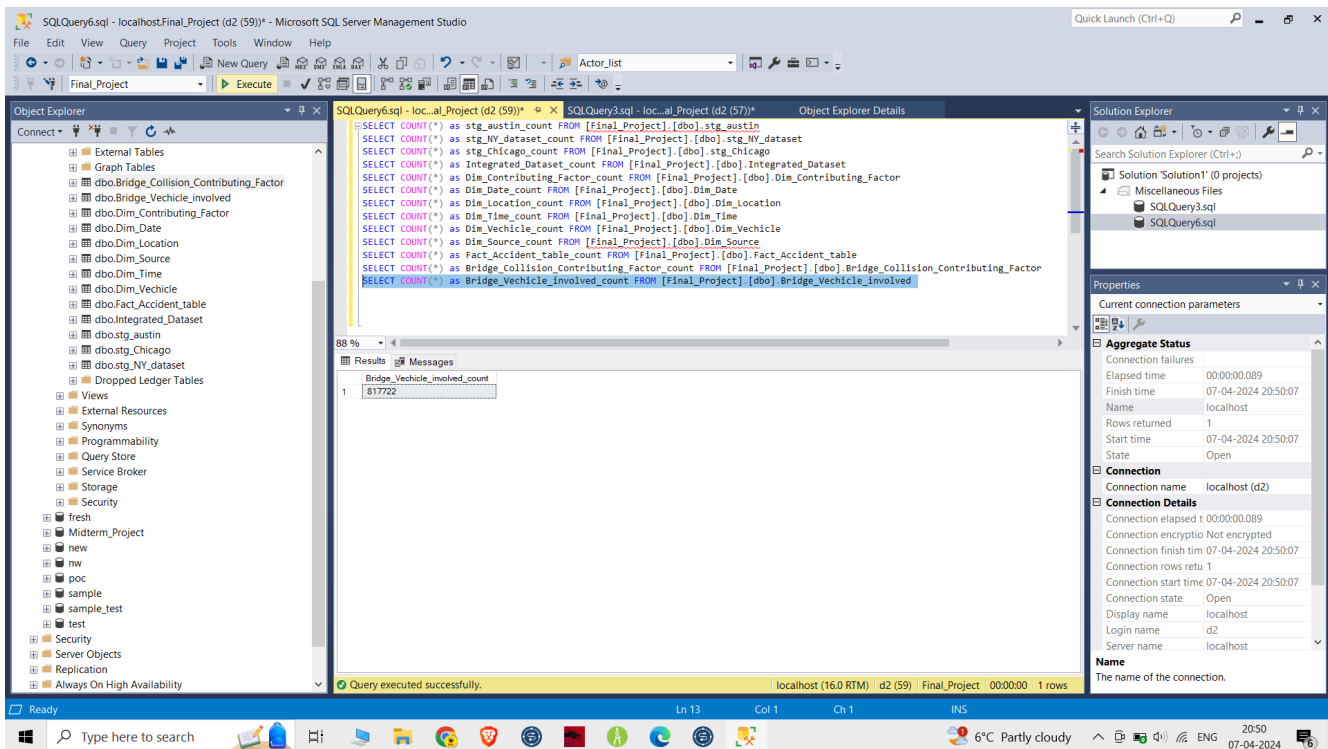 SQLQuery6.sql - localhost.Final_Project (d2 (59))* - Microsoft SQL Server Management Studio
Quick Launch (Ctrl+Q)
File Edit View Query Project Tools Window Help
New Query
Actor_list
Final_Project
Execute
Object Explorer
Connect
External Tables
Graph Tables
dbo.Bridge_Collision_Contributing_Factor
dbo.Bridge_Vechicle_involved
dbo.Dim_Contributing_Factor
dbo.Dim_Date
dbo.Dim_Location
dbo.Dim_Source
dbo.Dim_Time
dbo.Dim_Vechicle
dbo.Fact_Accident_table
dbo.Integrated_Dataset
dbo.stg_austin
dbo.stg_Chicago
dbo.stg_NY_dataset
Dropped Ledger Tables
Views
External Resources
Synonyms
Programmability
Query Store
Service Broker
Storage
Security
fresh
Midterm_Project
new
nw
poc
sample
sample_test
test
Security
Server Objects
Replication
Always On High Availability
SQLQuery6.sql - loc...al_Project (d2 (59))* SQLQuery3.sql - loc...al_Project (d2 (57))* Object Explorer Details
SELECT COUNT(*) as stg_austin_count FROM [Final_Project].[dbo].stg_austin
SELECT COUNT(*) as stg_NY_dataset_count FROM [Final_Project].[dbo].stg_NY_dataset
SELECT COUNT(*) as stg_Chicago_count FROM [Final_Project].[dbo].stg_Chicago
SELECT COUNT(*) as Integrated_Dataset_count FROM [Final_Project].[dbo].Integrated_Dataset
SELECT COUNT(*) as Dim_Contributing_Factor_count FROM [Final_Project].[dbo].Dim_Contributing_Factor
SELECT COUNT(*) as Dim_Date_count FROM [Final_Project].[dbo].Dim_Date
SELECT COUNT(*) as Dim_Location_count FROM [Final_Project].[dbo].Dim_Location
SELECT COUNT(*) as Dim_Time_count FROM [Final_Project].[dbo].Dim_Time
SELECT COUNT(*) as Dim_Vechicle_count FROM [Final_Project].[dbo].Dim_Vechicle
SELECT COUNT(*) as Dim_Source_count FROM [Final_Project].[dbo].Dim_Source
SELECT COUNT(*) as Fact_Accident_table_count FROM [Final_Project].[dbo].Fact_Accident_table
SELECT COUNT(*) as Bridge_Collision_Contributing_Factor_count FROM [Final_Project].[dbo].Bridge_Collision_Contributing_Factor
SELECT COUNT(*) as Bridge_Vechicle_involved_count FROM [Final_Project].[dbo].Bridge_Vechicle_involved
88 %
Results Messages
Bridge_Vechicle_involved_count
1 817722
Query executed successfully.
localhost (16.0 RTM) d2 (59) Final_Project 00:00:00 1 rows
Solution Explorer
Search Solution Explorer (Ctrl+;)
Solution 'Solution1' (0 projects)
Miscellaneous Files
SQLQuery3.sql
SQLQuery6.sql
Properties
Current connection parameters
Aggregate Status
Connection failures
Elapsed time 00:00:00.089
Finish time 07-04-2024 20:50:07
Name localhost
Rows returned 1
Start time 07-04-2024 20:50:07
State Open
Connection
Connection name localhost (d2)
Connection Details
Connection elapsed t 00:00:00.089
Connection encryptio Not encrypted
Connection finish tim 07-04-2024 20:50:07
Connection rows retu 1
Connection start time 07-04-2024 20:50:07
Connection state Open
Display name localhost
Login name d2
Server name localhost
Name
The name of the connection.
Ready
Ln 13 Col 1 Ch 1 INS
Type here to search
6°C Partly cloudy
ENG
20:50
07-04-2024
6